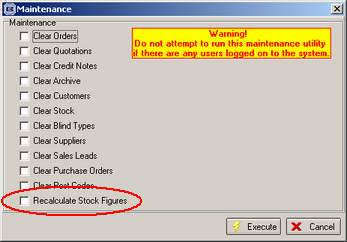 Maintenance
Maintenance
Clear Orders
Clear Quotations
Clear Credit Notes
Clear Archive
Clear Customers
Clear Stock
Clear Blind Types
Clear Suppliers
Clear Sales Leads
Clear Purchase Orders
Clear Post Codes
Recalculate Stock Figures
Warning!
Do not attempt to run this maintenance utility
if there are any users logged on to the system.
Execute
Cancel